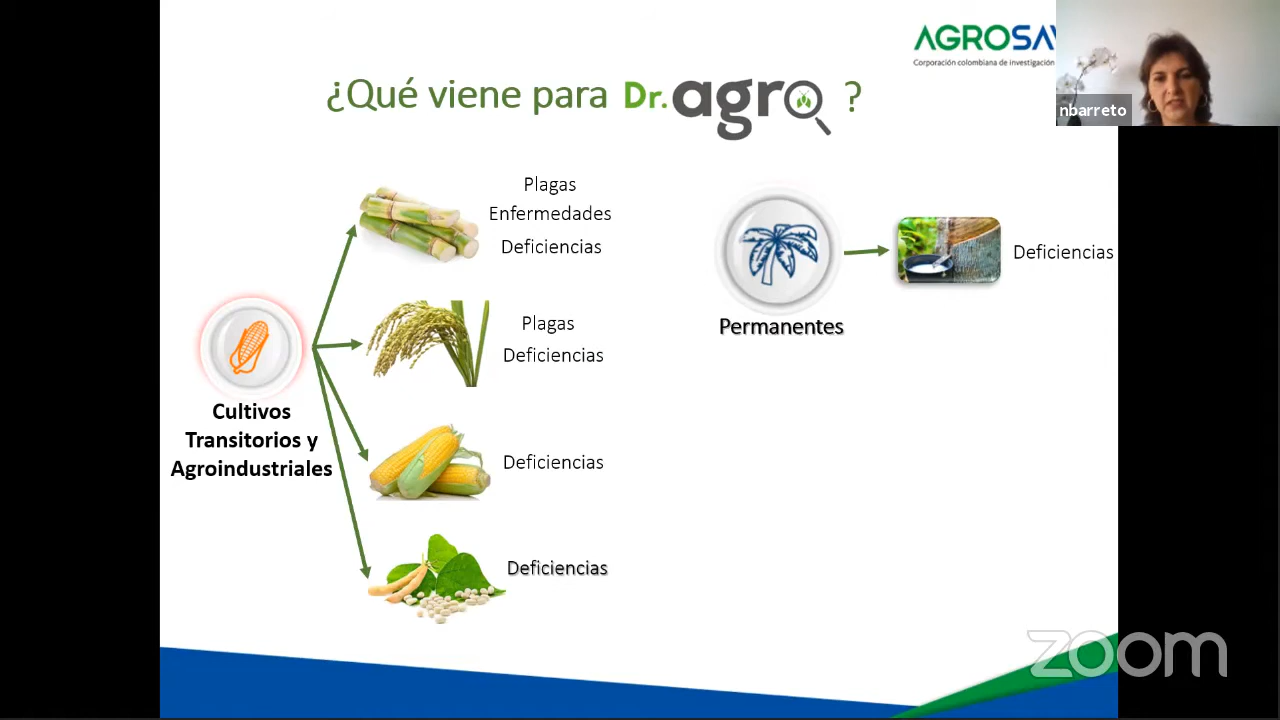 AGROSAV
Corporación colombiana de investigación
nbarreto
¿Qué viene para Dr. agro ?
Plagas
Enfermedades
Deficiencias
Plagas
Deficiencias
Deficiencias
Deficiencias
Cultivos
Transitorios y
Agroindustriales
Deficiencias
Permanentes
zoom